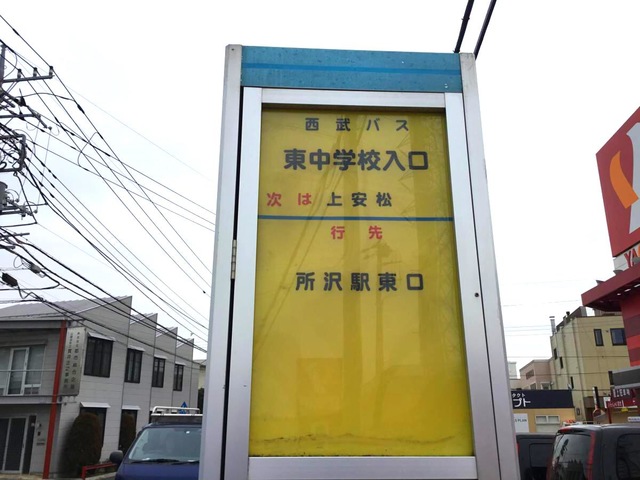 西武バス
東中学校入口
次は 上安松
行先
所沢駅東口
YA